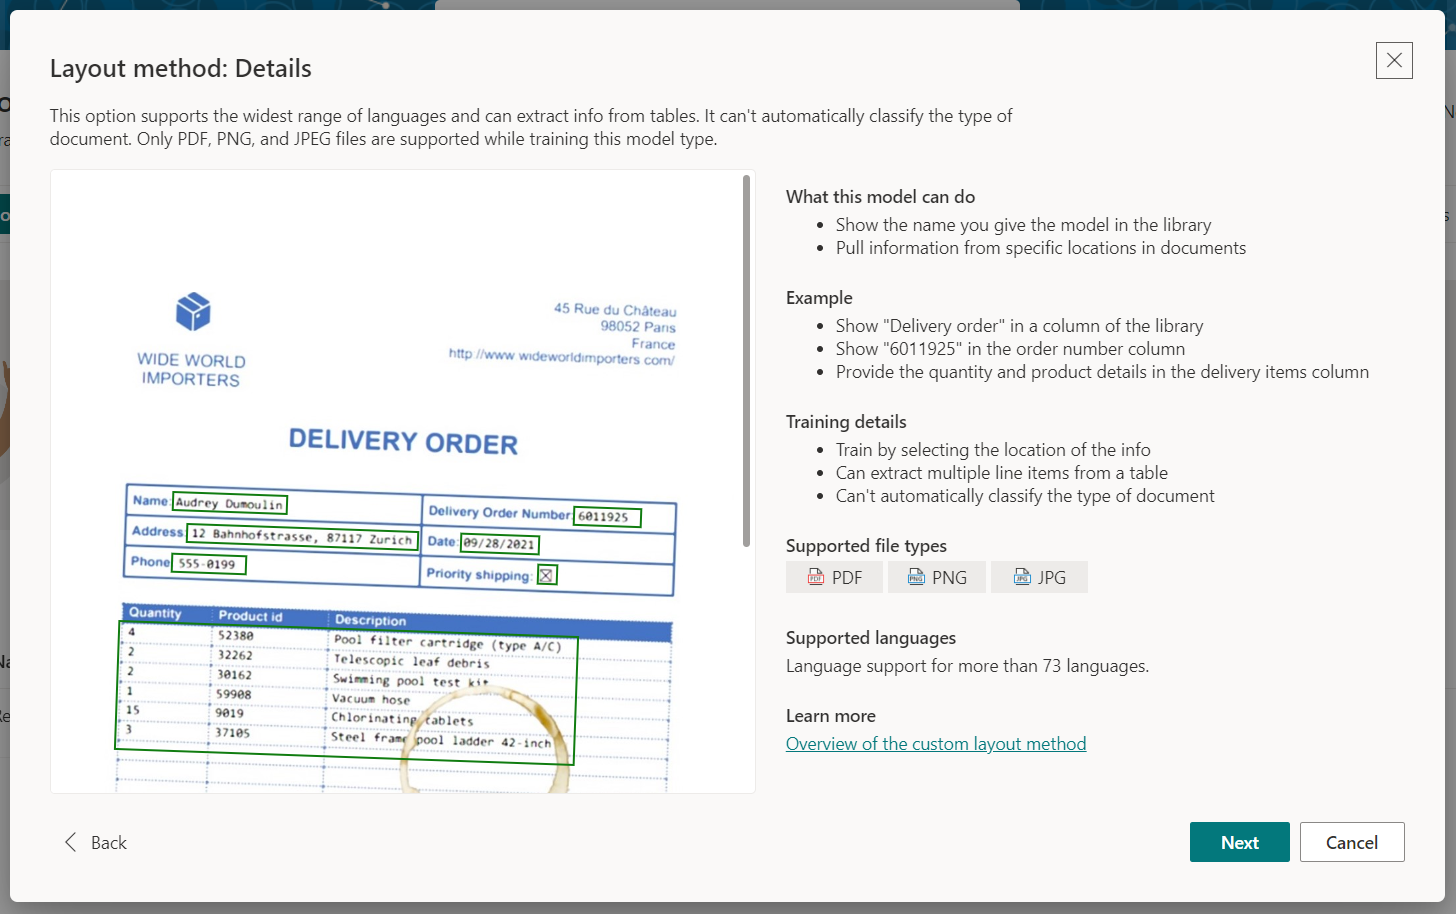 Layout method: Details
This option supports the widest range of languages and can extract info from tables. It can't automatically classify the type of
document. Only PDF, PNG, and JPEG files are supported while training this model type.
WIDE WORLD
IMPORTERS
45 Rue du Château
98052 Paris
France
http://www.wideworldimporters.com/
DELIVERY ORDER
Name: Audrey Dumoulin
Delivery Order Number: 6011925
Address: 12 Bahnhofstrasse, 87117 Zurich
Date: 09/28/2021
Phone: 555-0199
Priority shipping: ☒
Quantity Product id Description
4 52380 Pool filter cartridge (type A/C)
2 32262 Telescopic leaf debris
2 30162 Swimming pool test kit
1 59908 Vacuum hose
15 9019 Chlorinating tablets
3 37105 Steel frame pool ladder 42-inch
What this model can do
• Show the name you give the model in the library
• Pull information from specific locations in documents
Example
• Show "Delivery order" in a column of the library
• Show "6011925" in the order number column
• Provide the quantity and product details in the delivery items column
Training details
• Train by selecting the location of the info
• Can extract multiple line items from a table
• Can't automatically classify the type of document
Supported file types
PDF PNG JPG
Supported languages
Language support for more than 73 languages.
Learn more
Overview of the custom layout method
Back
Next
Cancel